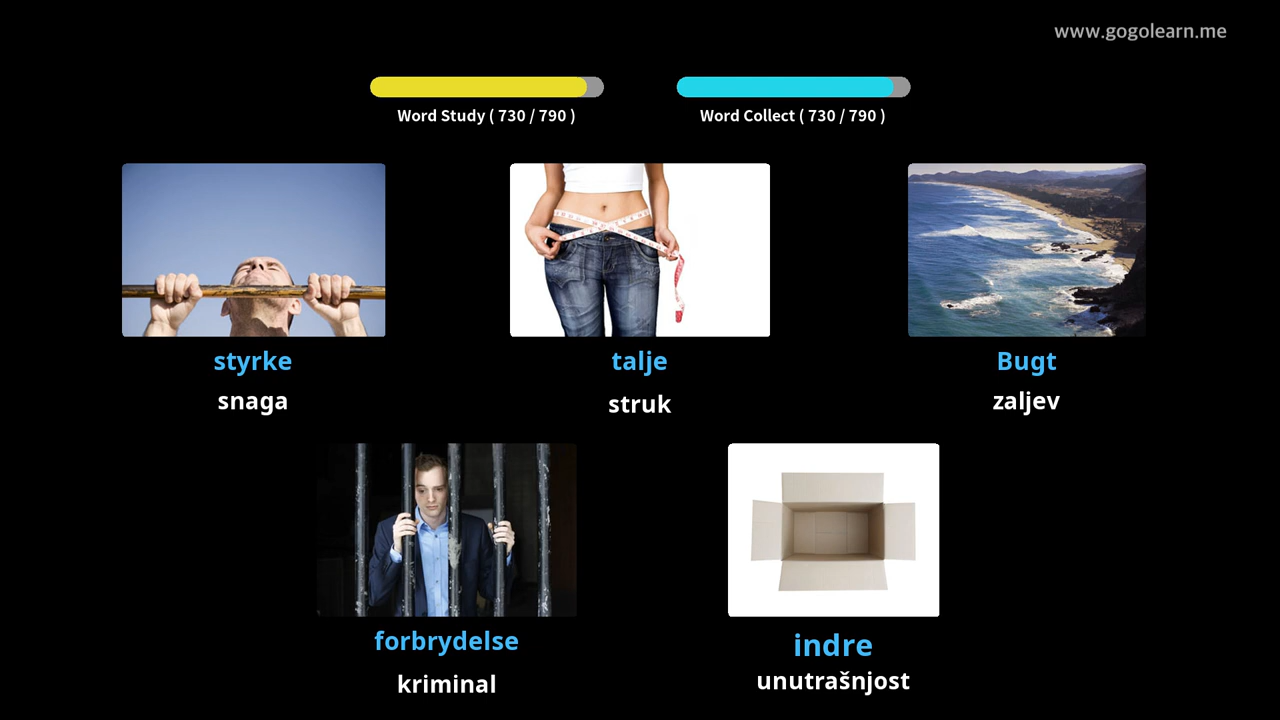 www.gogolearn.me
Word Study ( 730 / 790 )
Word Collect ( 730 / 790 )
styrke
snaga
talje
struk
Bugt
zaljev
forbrydelse
kriminal
indre
unutrašnjost